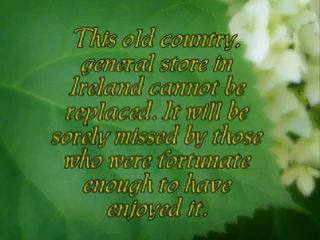 This old country,
general store in
Ireland cannot be
replaced. It will be
sorely missed by those
who were fortunate
enough to have
enjoyed it.